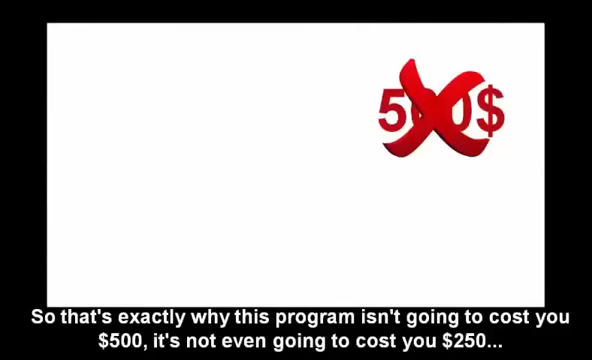 500$
So that's exactly why this program isn't going to cost you
$500, it's not even going to cost you $250...